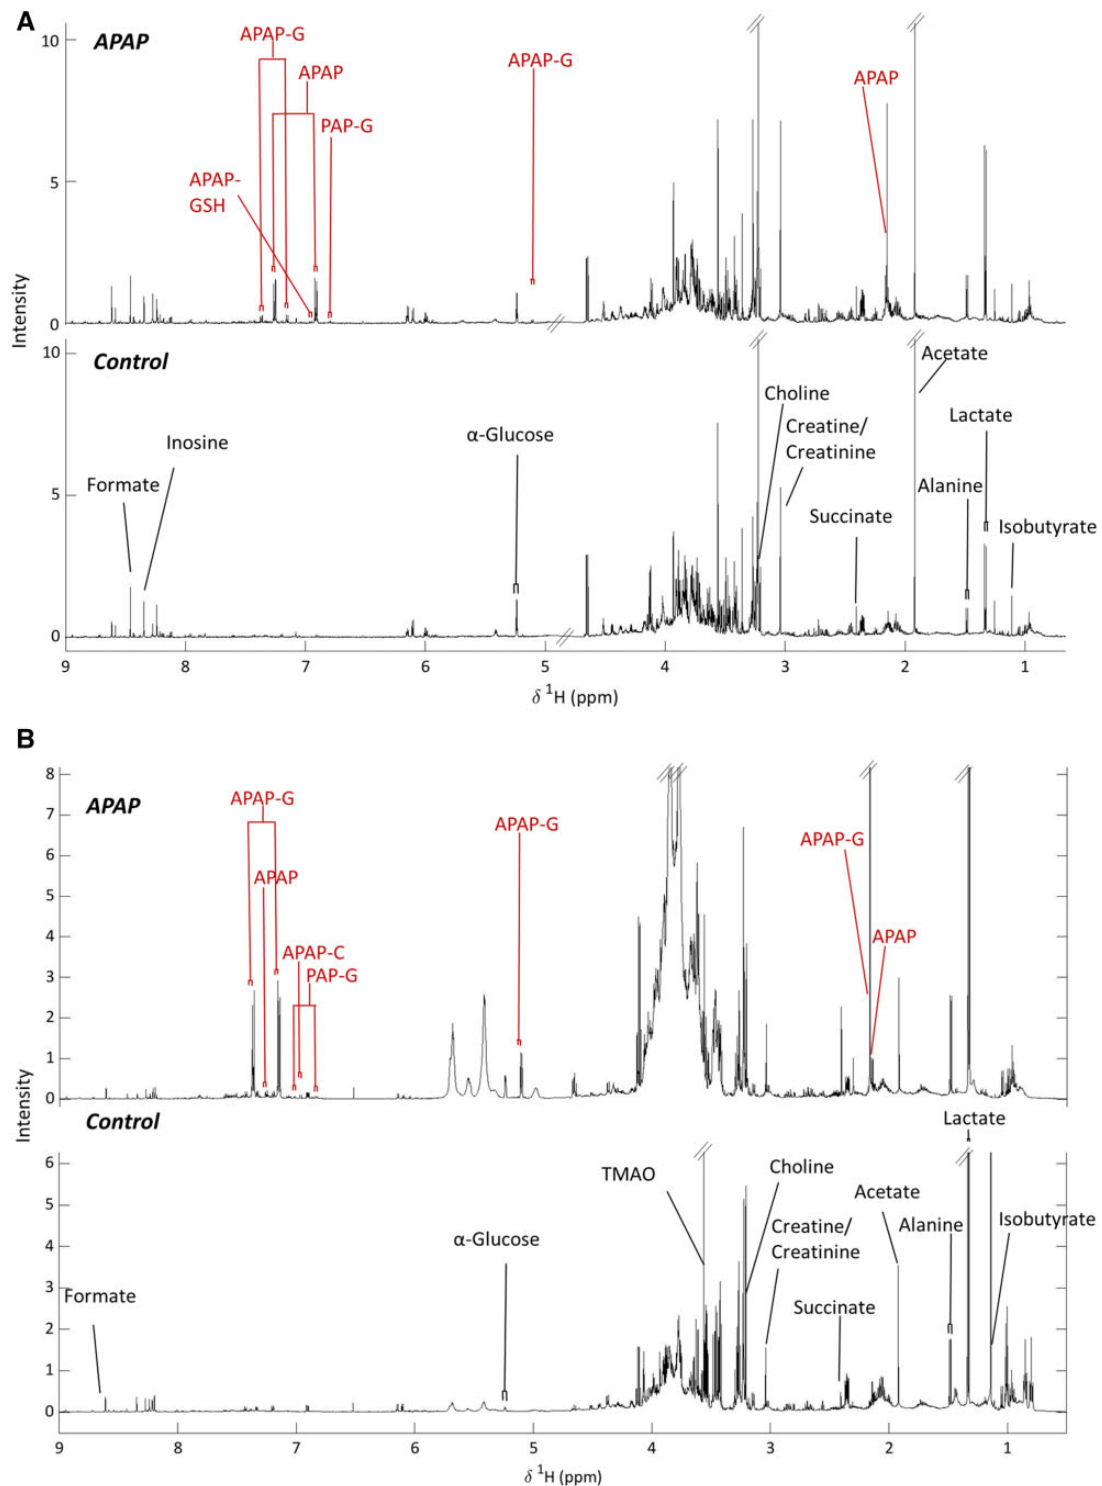 A
APAP
APAP-G
APAP
PAP-G
APAP-
GSH
APAP-G
APAP
10
5
0
Intensity
Control
10
5
0
Formate
Inosine
α-Glucose
Choline
Creatine/
Creatinine
Succinate
Acetate
Lactate
Alanine
Isobutyrate
9 8 7 6 5 4 3 2 1
δ ¹H (ppm)
B
APAP
8
7
6
5
4
3
2
1
0
APAP-G
APAP
APAP-C
PAP-G
APAP-G
APAP-G
APAP
Intensity
Control
6
5
4
3
2
1
0
Formate
α-Glucose
TMAO
Choline
Creatine/
Creatinine
Succinate
Acetate
Alanine
Lactate
Isobutyrate
9 8 7 6 5 4 3 2 1
δ ¹H (ppm)